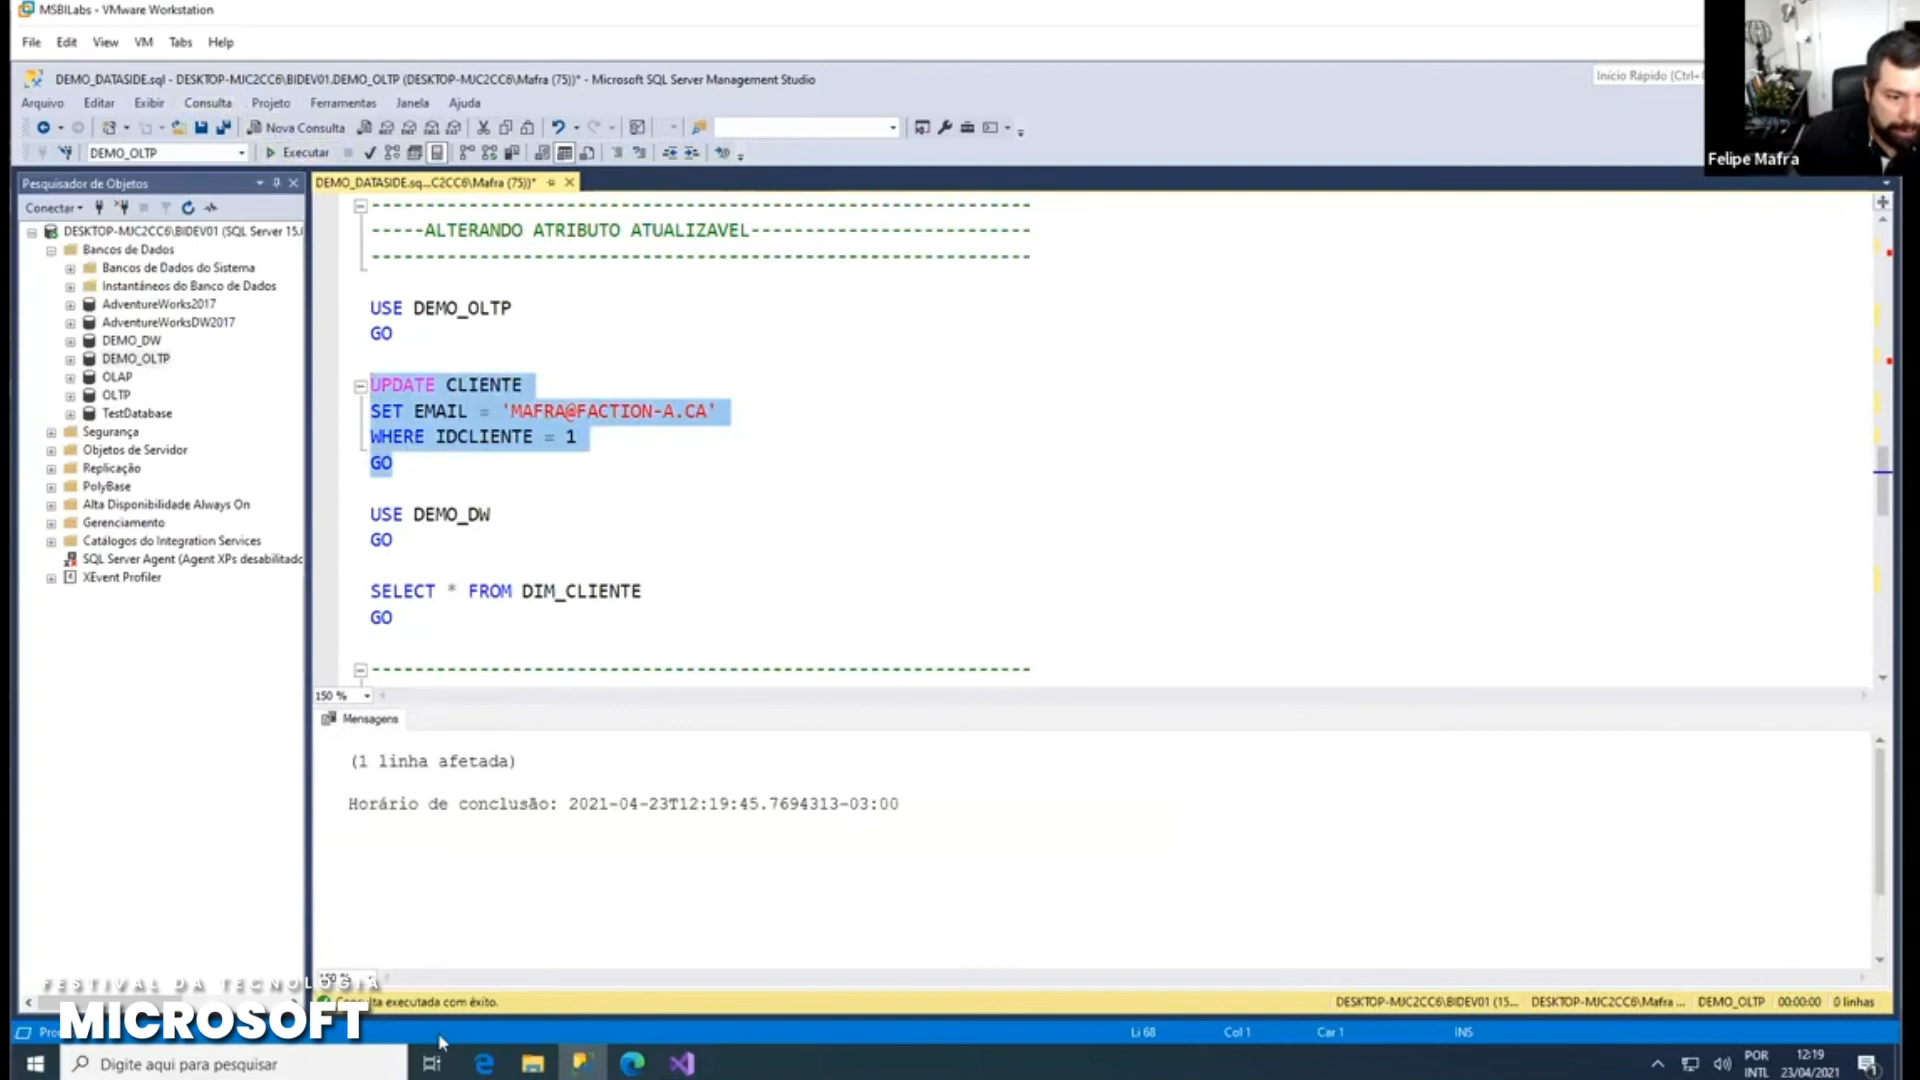 MSBILabs - VMware Workstation
File Edit View VM Tabs Help
DEMO_DATASIDE.sql - DESKTOP-MJC2CC6\BIDEV01.DEMO_OLTP (DESKTOP-MJC2CC6\Mafra (75))* - Microsoft SQL Server Management Studio
Início Rápido (Ctrl+
Arquivo Editar Exibir Consulta Projeto Ferramentas Janela Ajuda
Nova Consulta
DEMO_OLTP Executar
Felipe Mafra
Pesquisador de Objetos
DEMO_DATASIDE.sq...C2CC6\Mafra (75))*
Conectar
DESKTOP-MJC2CC6\BIDEV01 (SQL Server 15.
Bancos de Dados
Bancos de Dados do Sistema
Instantâneos do Banco de Dados
AdventureWorks2017
AdventureWorksDW2017
DEMO_DW
DEMO_OLTP
OLAP
OLTP
TestDatabase
Segurança
Objetos de Servidor
Replicação
PolyBase
Alta Disponibilidade Always On
Gerenciamento
Catálogos do Integration Services
SQL Server Agent (Agent XPs desabilitado
XEvent Profiler
-----ALTERANDO ATRIBUTO ATUALIZAVEL--------------------------
USE DEMO_OLTP
GO
UPDATE CLIENTE
SET EMAIL = 'MAFRA@FACTION-A.CA'
WHERE IDCLIENTE = 1
GO
USE DEMO_DW
GO
SELECT * FROM DIM_CLIENTE
GO
150 %
Mensagens
(1 linha afetada)
Horário de conclusão: 2021-04-23T12:19:45.7694313-03:00
150 %
FESTIVAL DA TECNOLOGIA
MICROSOFT
Consulta executada com êxito.
DESKTOP-MJC2CC6\BIDEV01 (15... DESKTOP-MJC2CC6\Mafra ... DEMO_OLTP 00:00:00 0 linhas
Li 68 Col 1 Car 1 INS
Digite aqui para pesquisar
POR
INTL
12:19
23/04/2021